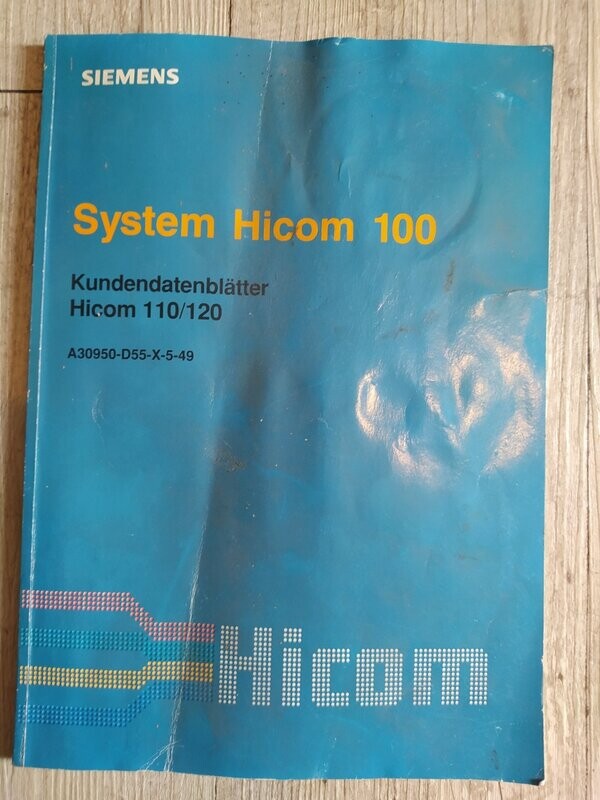 SIEMENS
System Hicom 100
Kundendatenblätter
Hicom 110/120
A30950-D55-X-5-49
Hicom